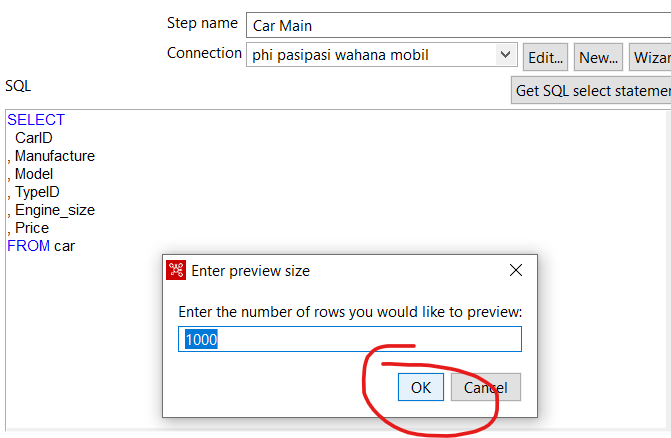 Step name Car Main
Connection phi pasipasi wahana mobil Edit... New... Wizar
SQL Get SQL select statemen
SELECT
CarID
, Manufacture
, Model
, TypeID
, Engine_size
, Price
FROM car
Enter preview size
Enter the number of rows you would like to preview:
1000
OK Cancel